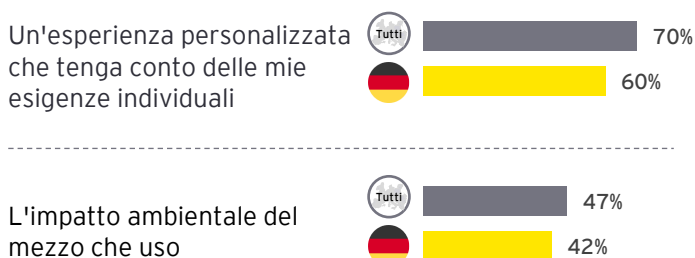 Un'esperienza personalizzata
che tenga conto delle mie
esigenze individuali
Tutti
70%
60%
L'impatto ambientale del
mezzo che uso
Tutti
47%
42%